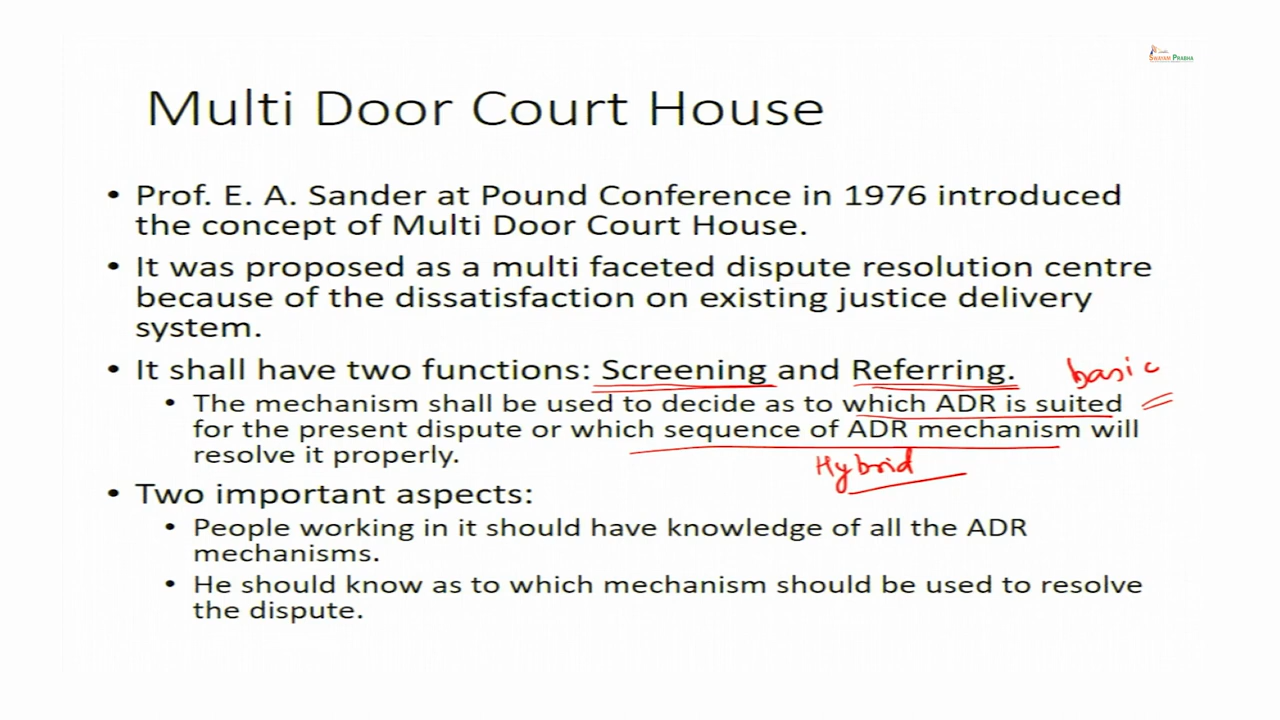 SWAYAM PRABHA
Multi Door Court House
• Prof. E. A. Sander at Pound Conference in 1976 introduced
the concept of Multi Door Court House.
• It was proposed as a multi faceted dispute resolution centre
because of the dissatisfaction on existing justice delivery
system.
• It shall have two functions: Screening and Referring.
basic
• The mechanism shall be used to decide as to which ADR is suited
for the present dispute or which sequence of ADR mechanism will
resolve it properly.
Hybrid
• Two important aspects:
• People working in it should have knowledge of all the ADR
mechanisms.
• He should know as to which mechanism should be used to resolve
the dispute.